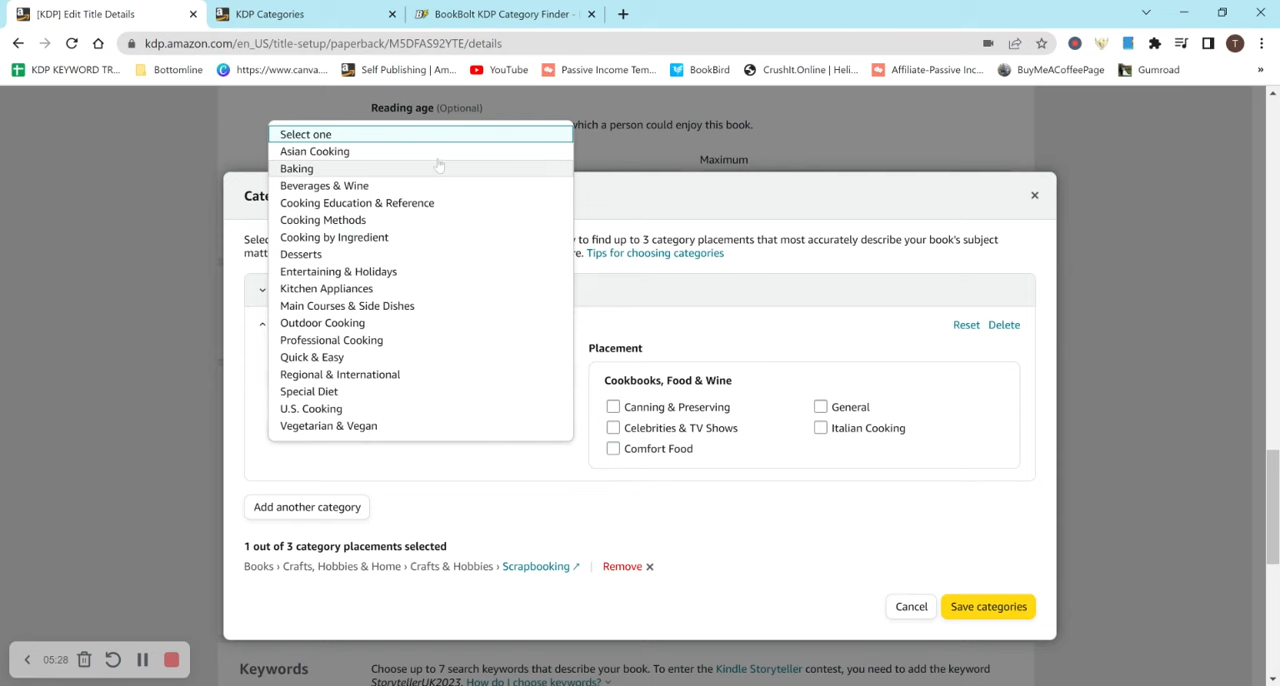 [KDP] Edit Title Details
KDP Categories
BookBolt KDP Category Finder -
kdp.amazon.com/en_US/title-setup/paperback/M5DFAS92YTE/details
T
KDP KEYWORD TR...
Bottomline
https://www.canva....
Self Publishing | Am...
YouTube
Passive Income Tem...
BookBird
CrushIt.Online | Heli...
Affiliate-Passive Inc...
BuyMeACoffeePage
Gumroad
»
Reading age (Optional)
which a person could enjoy this book.
Maximum
Select one
Asian Cooking
Baking
Beverages & Wine
Cooking Education & Reference
Cooking Methods
Cooking by Ingredient
Desserts
Entertaining & Holidays
Kitchen Appliances
Main Courses & Side Dishes
Outdoor Cooking
Professional Cooking
Quick & Easy
Regional & International
Special Diet
U.S. Cooking
Vegetarian & Vegan
Cate
Selec
y to find up to 3 category placements that most accurately describe your book's subject
matt
re. Tips for choosing categories
Reset Delete
Placement
Cookbooks, Food & Wine
Canning & Preserving
General
Celebrities & TV Shows
Italian Cooking
Comfort Food
Add another category
1 out of 3 category placements selected
Books › Crafts, Hobbies & Home › Crafts & Hobbies › Scrapbooking ↗ | Remove ×
Cancel
Save categories
05:28
Keywords
Choose up to 7 search keywords that describe your book. To enter the Kindle Storyteller contest, you need to add the keyword
StorytellerUK2023. How do I choose keywords?